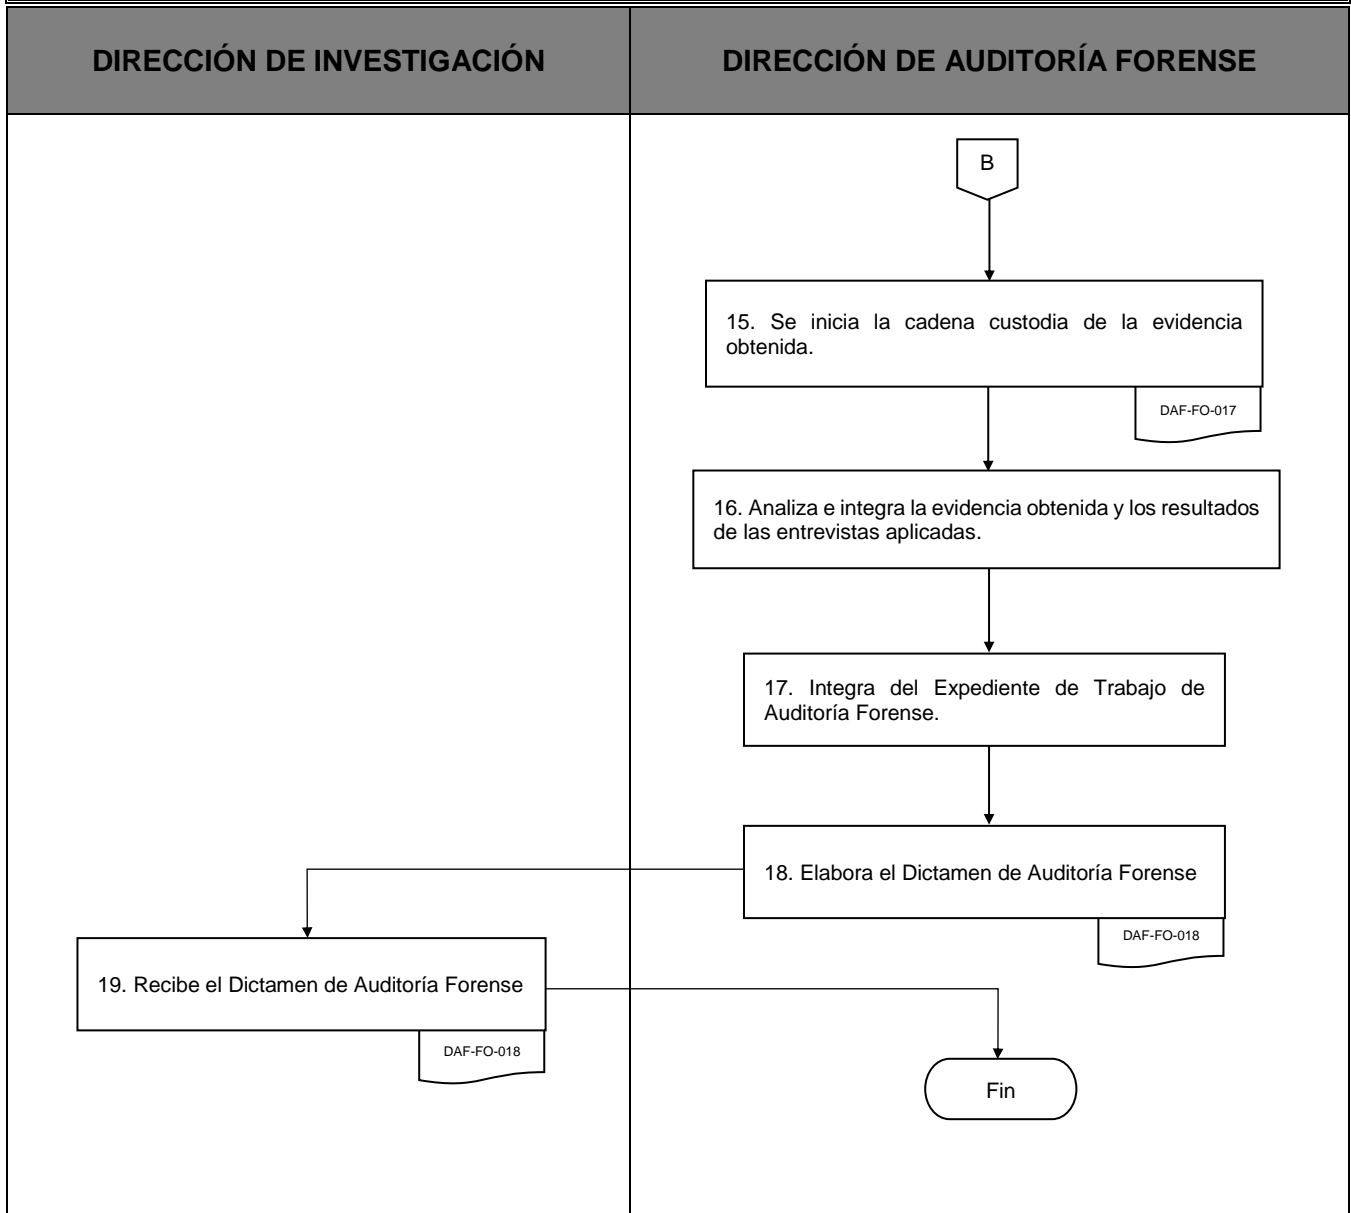 DIRECCIÓN DE INVESTIGACIÓN
DIRECCIÓN DE AUDITORÍA FORENSE
B
15. Se inicia la cadena custodia de la evidencia
obtenida.
DAF-FO-017
16. Analiza e integra la evidencia obtenida y los resultados
de las entrevistas aplicadas.
17. Integra del Expediente de Trabajo de
Auditoría Forense.
18. Elabora el Dictamen de Auditoría Forense
DAF-FO-018
19. Recibe el Dictamen de Auditoría Forense
DAF-FO-018
Fin